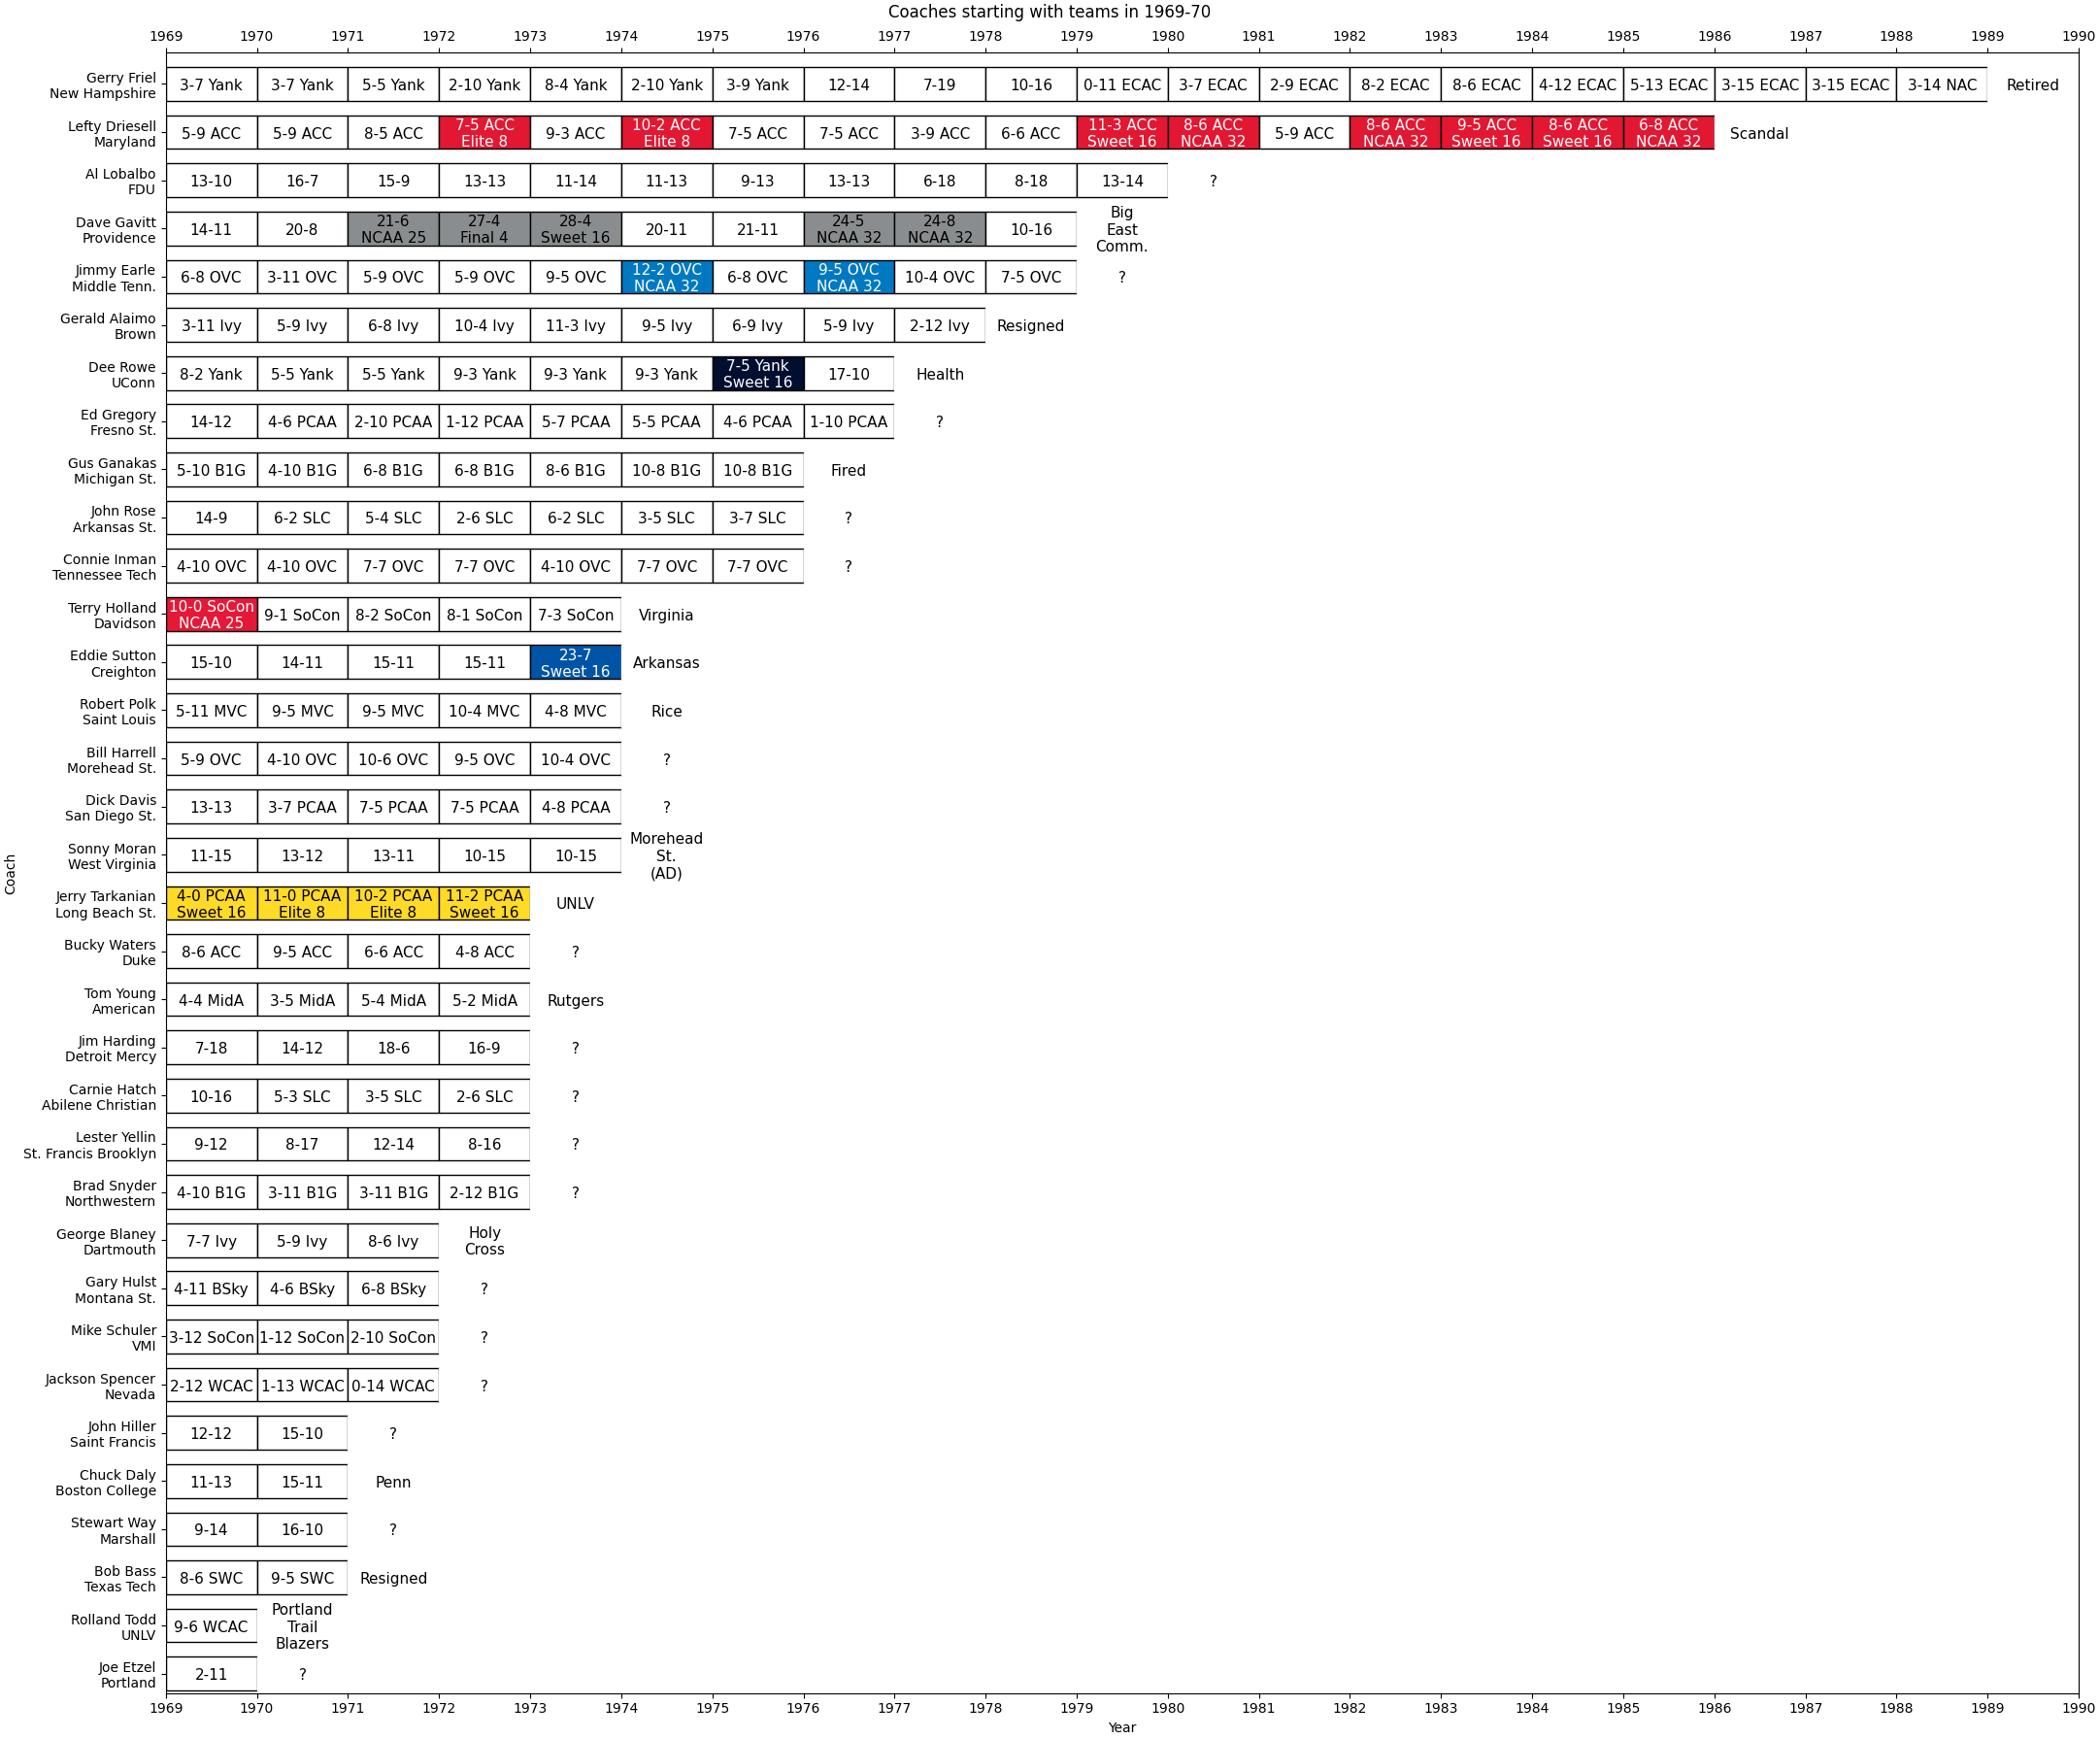 Coaches starting with teams in 1969-70
1969 1970 1971 1972 1973 1974 1975 1976 1977 1978 1979 1980 1981 1982 1983 1984 1985 1986 1987 1988 1989 1990
Gerry Friel
New Hampshire
3-7 Yank 3-7 Yank 5-5 Yank 2-10 Yank 8-4 Yank 2-10 Yank 3-9 Yank 12-14 7-19 10-16 0-11 ECAC 3-7 ECAC 2-9 ECAC 8-2 ECAC 8-6 ECAC 4-12 ECAC 5-13 ECAC 3-15 ECAC 3-15 ECAC 3-14 NAC Retired
Lefty Driesell
Maryland
5-9 ACC 5-9 ACC 8-5 ACC 7-5 ACC Elite 8 9-3 ACC 10-2 ACC Elite 8 7-5 ACC 7-5 ACC 3-9 ACC 6-6 ACC 11-3 ACC Sweet 16 8-6 ACC NCAA 32 5-9 ACC 8-6 ACC NCAA 32 9-5 ACC Sweet 16 8-6 ACC Sweet 16 6-8 ACC NCAA 32 Scandal
Al Lobalbo
FDU
13-10 16-7 15-9 13-13 11-14 11-13 9-13 13-13 6-18 8-18 13-14 ?
Dave Gavitt
Providence
14-11 20-8 21-6 NCAA 25 27-4 Final 4 28-4 Sweet 16 20-11 21-11 24-5 NCAA 32 24-8 NCAA 32 10-16 Big East Comm.
Jimmy Earle
Middle Tenn.
6-8 OVC 3-11 OVC 5-9 OVC 5-9 OVC 9-5 OVC 12-2 OVC NCAA 32 6-8 OVC 9-5 OVC NCAA 32 10-4 OVC 7-5 OVC ?
Gerald Alaimo
Brown
3-11 Ivy 5-9 Ivy 6-8 Ivy 10-4 Ivy 11-3 Ivy 9-5 Ivy 6-9 Ivy 5-9 Ivy 2-12 Ivy Resigned
Dee Rowe
UConn
8-2 Yank 5-5 Yank 5-5 Yank 9-3 Yank 9-3 Yank 9-3 Yank 7-5 Yank Sweet 16 17-10 Health
Ed Gregory
Fresno St.
14-12 4-6 PCAA 2-10 PCAA 1-12 PCAA 5-7 PCAA 5-5 PCAA 4-6 PCAA 1-10 PCAA ?
Gus Ganakas
Michigan St.
5-10 B1G 4-10 B1G 6-8 B1G 6-8 B1G 8-6 B1G 10-8 B1G 10-8 B1G Fired
John Rose
Arkansas St.
14-9 6-2 SLC 5-4 SLC 2-6 SLC 6-2 SLC 3-5 SLC 3-7 SLC ?
Connie Inman
Tennessee Tech
4-10 OVC 4-10 OVC 7-7 OVC 7-7 OVC 4-10 OVC 7-7 OVC 7-7 OVC ?
Terry Holland
Davidson
10-0 SoCon NCAA 25 9-1 SoCon 8-2 SoCon 8-1 SoCon 7-3 SoCon Virginia
Eddie Sutton
Creighton
15-10 14-11 15-11 15-11 23-7 Sweet 16 Arkansas
Robert Polk
Saint Louis
5-11 MVC 9-5 MVC 9-5 MVC 10-4 MVC 4-8 MVC Rice
Bill Harrell
Morehead St.
5-9 OVC 4-10 OVC 10-6 OVC 9-5 OVC 10-4 OVC ?
Dick Davis
San Diego St.
13-13 3-7 PCAA 7-5 PCAA 7-5 PCAA 4-8 PCAA ?
Sonny Moran
West Virginia
11-15 13-12 13-11 10-15 10-15 Morehead St. (AD)
Coach
Jerry Tarkanian
Long Beach St.
4-0 PCAA Sweet 16 11-0 PCAA Elite 8 10-2 PCAA Elite 8 11-2 PCAA Sweet 16 UNLV
Bucky Waters
Duke
8-6 ACC 9-5 ACC 6-6 ACC 4-8 ACC ?
Tom Young
American
4-4 MidA 3-5 MidA 5-4 MidA 5-2 MidA Rutgers
Jim Harding
Detroit Mercy
7-18 14-12 18-6 16-9 ?
Carnie Hatch
Abilene Christian
10-16 5-3 SLC 3-5 SLC 2-6 SLC ?
Lester Yellin
St. Francis Brooklyn
9-12 8-17 12-14 8-16 ?
Brad Snyder
Northwestern
4-10 B1G 3-11 B1G 3-11 B1G 2-12 B1G ?
George Blaney
Dartmouth
7-7 Ivy 5-9 Ivy 8-6 Ivy Holy Cross
Gary Hulst
Montana St.
4-11 BSky 4-6 BSky 6-8 BSky ?
Mike Schuler
VMI
3-12 SoCon 1-12 SoCon 2-10 SoCon ?
Jackson Spencer
Nevada
2-12 WCAC 1-13 WCAC 0-14 WCAC ?
John Hiller
Saint Francis
12-12 15-10 ?
Chuck Daly
Boston College
11-13 15-11 Penn
Stewart Way
Marshall
9-14 16-10 ?
Bob Bass
Texas Tech
8-6 SWC 9-5 SWC Resigned
Rolland Todd
UNLV
9-6 WCAC Portland Trail Blazers
Joe Etzel
Portland
2-11 ?
1969 1970 1971 1972 1973 1974 1975 1976 1977 1978 1979 1980 1981 1982 1983 1984 1985 1986 1987 1988 1989 1990
Year